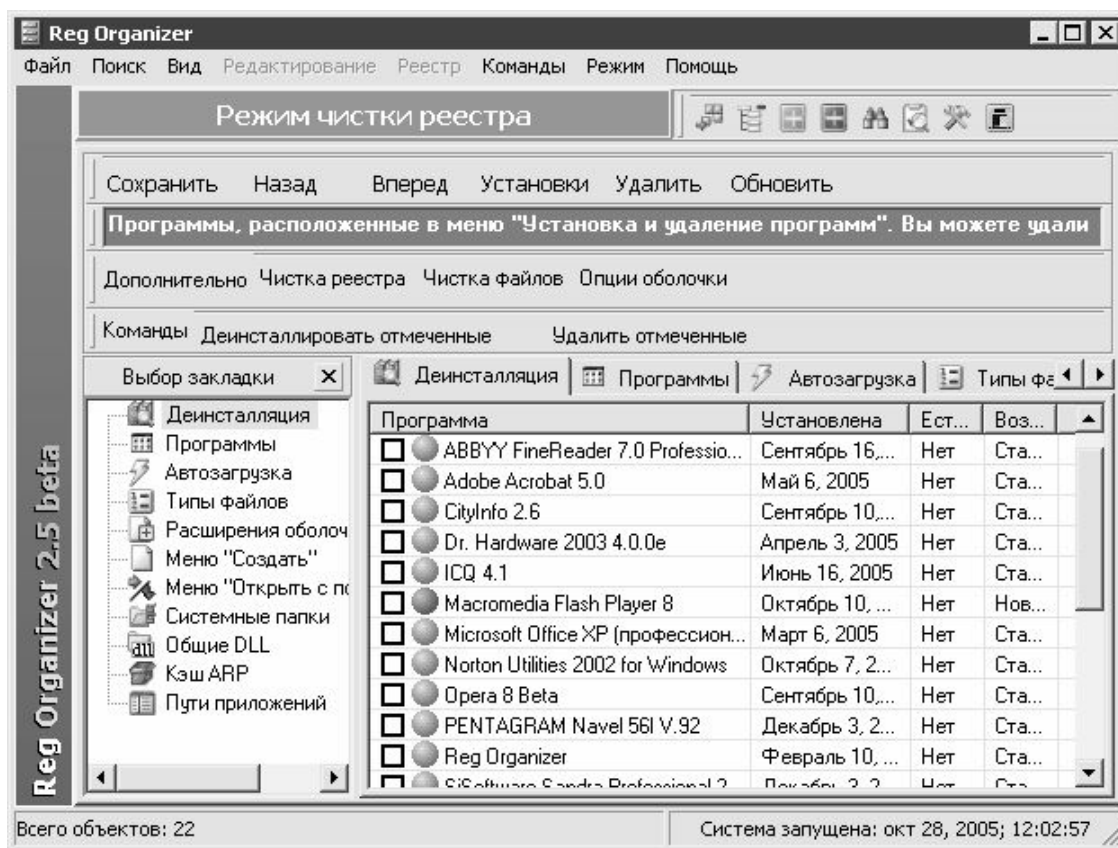 Reg Organizer
Файл Поиск Вид Редактирование Реестр Команды Режим Помощь
Режим чистки реестра
Сохранить Назад Вперед Установки Удалить Обновить
Программы, расположенные в меню "Установка и удаление программ". Вы можете удали
Дополнительно Чистка реестра Чистка файлов Опции оболочки
Команды Деинсталлировать отмеченные Удалить отмеченные
Выбор закладки
Деинсталляция
Программы
Автозагрузка
Типы файлов
Расширения оболоч
Меню "Создать"
Меню "Открыть с по
Системные папки
Общие DLL
Кэш ARP
Пути приложений
Деинсталляция Программы Автозагрузка Типы фа
Программа Установлена Ест... Воз...
ABBYY FineReader 7.0 Professio... Сентябрь 16,... Нет Ста...
Adobe Acrobat 5.0 Май 6, 2005 Нет Ста...
CityInfo 2.6 Сентябрь 10,... Нет Ста...
Dr. Hardware 2003 4.0.0e Апрель 3, 2005 Нет Ста...
ICQ 4.1 Июнь 16, 2005 Нет Ста...
Macromedia Flash Player 8 Октябрь 10, ... Нет Нов...
Microsoft Office XP (профессион... Март 6, 2005 Нет Ста...
Norton Utilities 2002 for Windows Октябрь 7, 2... Нет Ста...
Opera 8 Beta Сентябрь 10,... Нет Ста...
PENTAGRAM Navel 56I V.92 Декабрь 3, 2... Нет Ста...
Reg Organizer Февраль 10, ... Нет Ста...
SiSoftware Sandra Professional 2 Декабрь 3, 2 Нет Ста
Reg Organizer 2.5 beta
Всего объектов: 22
Система запущена: окт 28, 2005; 12:02:57